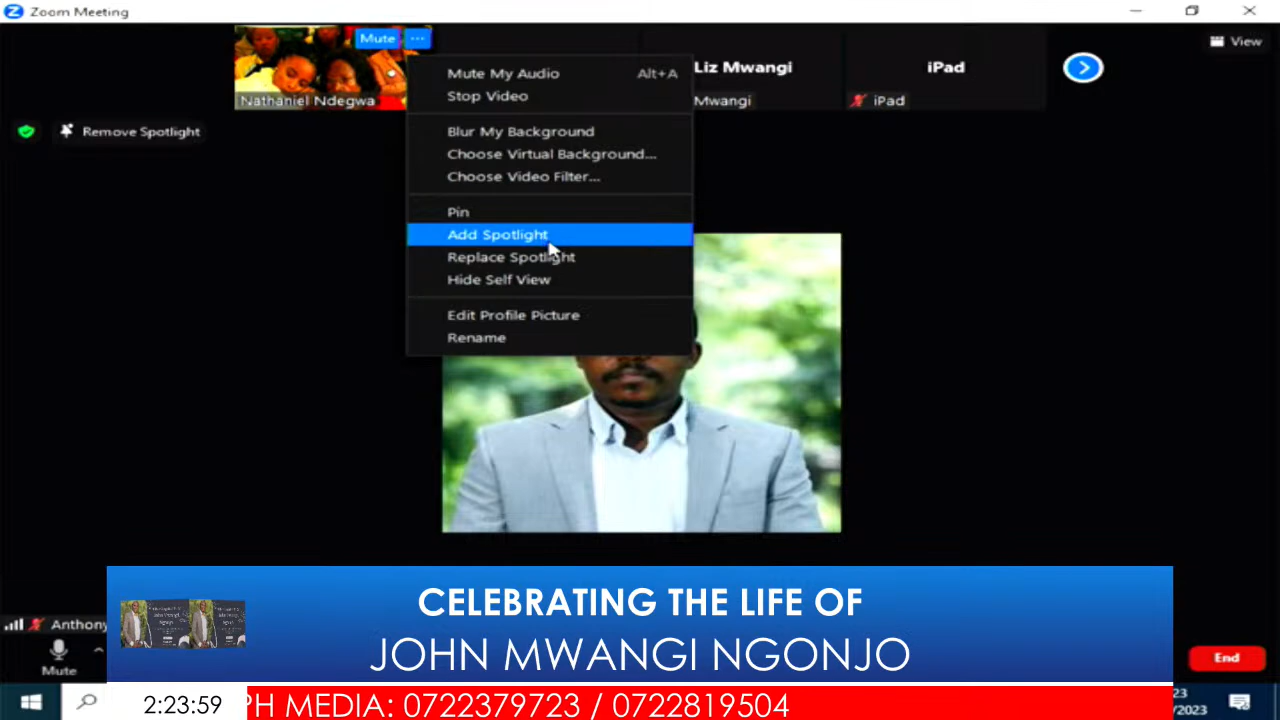 Zoom Meeting
Mute ...
View
Nathaniel Ndegwa
Liz Mwangi
Mwangi
iPad
iPad
Remove Spotlight
Mute My Audio Alt+A
Stop Video
Blur My Background
Choose Virtual Background...
Choose Video Filter...
Pin
Add Spotlight
Replace Spotlight
Hide Self View
Edit Profile Picture
Rename
Anthony
Mute
End
CELEBRATING THE LIFE OF
JOHN MWANGI NGONJO
2:23:59
PH MEDIA: 0722379723 / 0722819504
23
/2023